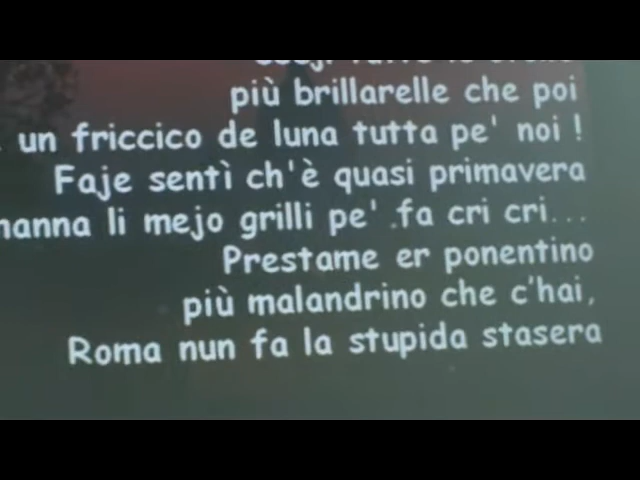 più brillarelle che poi
un friccico de luna tutta pe' noi !
Faje sentì ch'è quasi primavera
li mejo grilli pe' fa cri cri...
Prestame er ponentino
più malandrino che c'hai,
Roma nun fa la stupida stasera